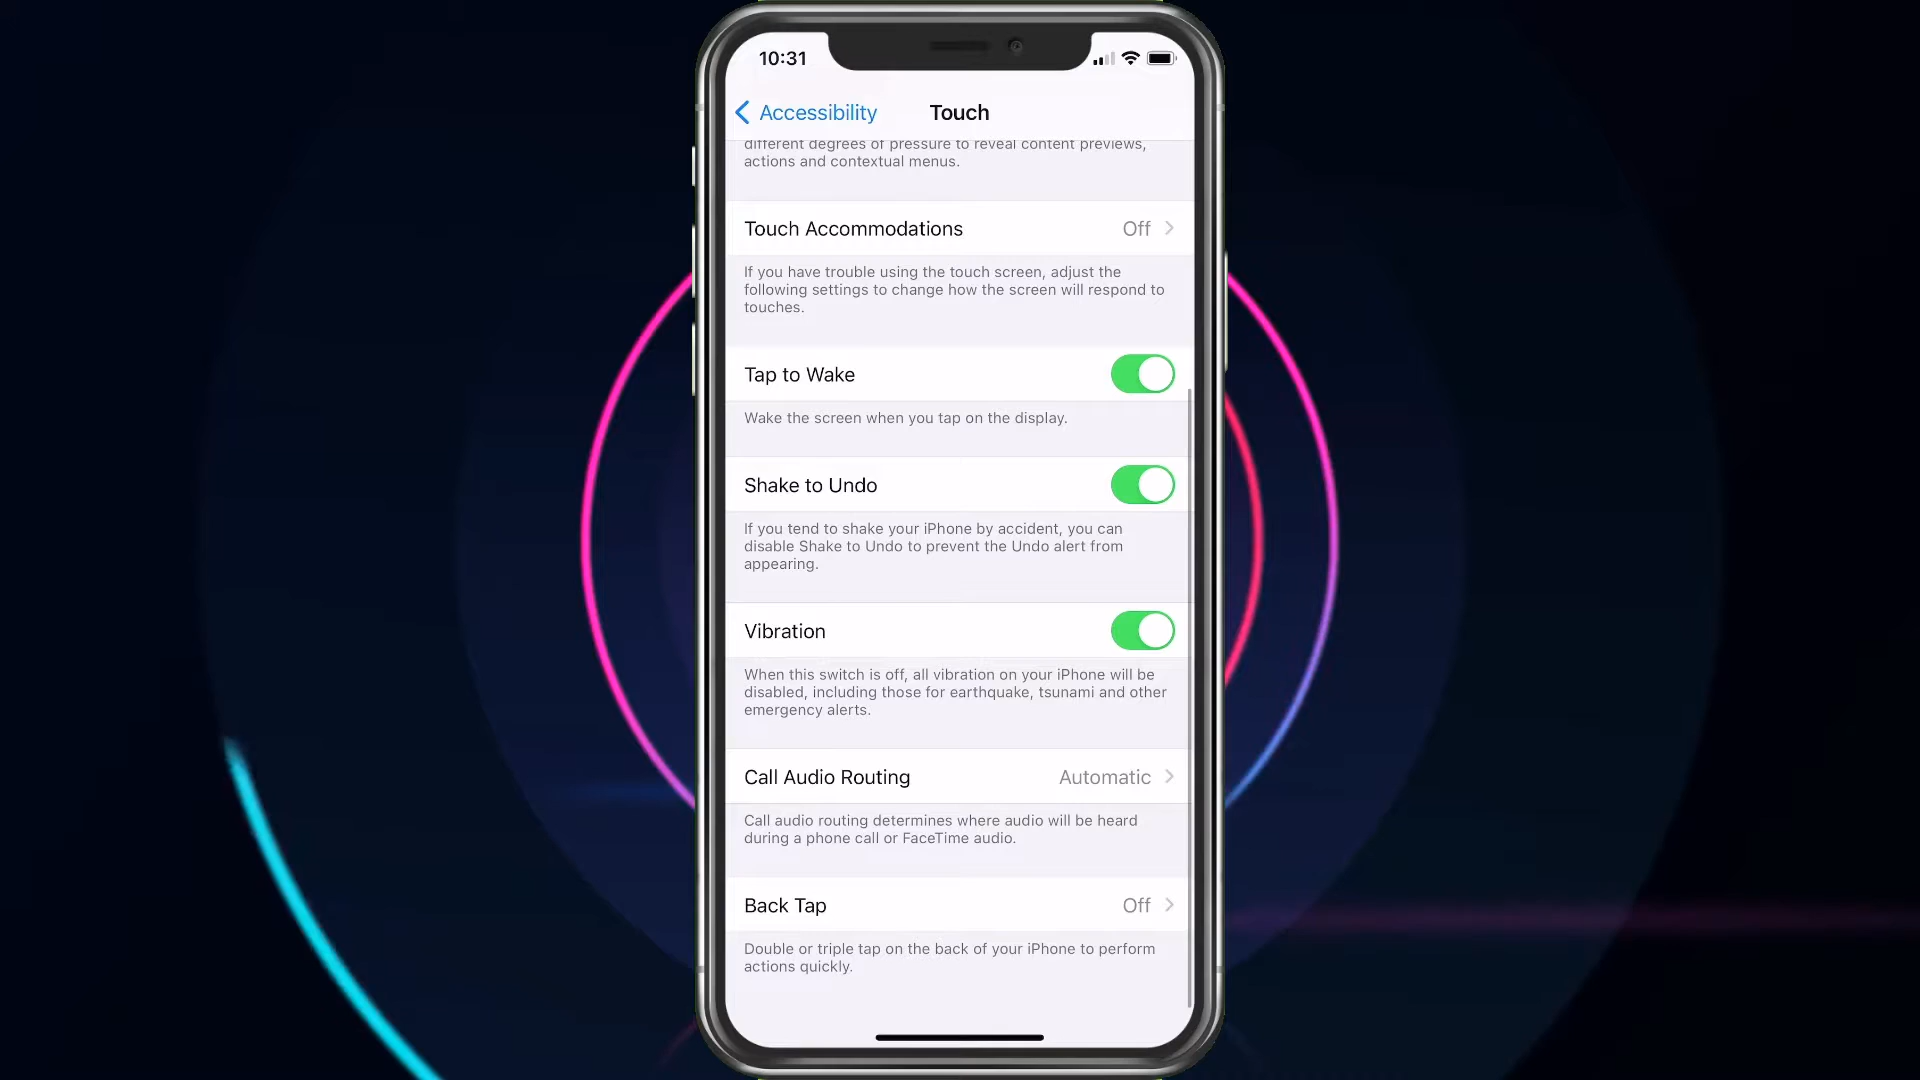 10:31
Accessibility Touch
different degrees of pressure to reveal content previews,
actions and contextual menus.
Touch Accommodations Off
If you have trouble using the touch screen, adjust the
following settings to change how the screen will respond to
touches.
Tap to Wake
Wake the screen when you tap on the display.
Shake to Undo
If you tend to shake your iPhone by accident, you can
disable Shake to Undo to prevent the Undo alert from
appearing.
Vibration
When this switch is off, all vibration on your iPhone will be
disabled, including those for earthquake, tsunami and other
emergency alerts.
Call Audio Routing Automatic
Call audio routing determines where audio will be heard
during a phone call or FaceTime audio.
Back Tap Off
Double or triple tap on the back of your iPhone to perform
actions quickly.